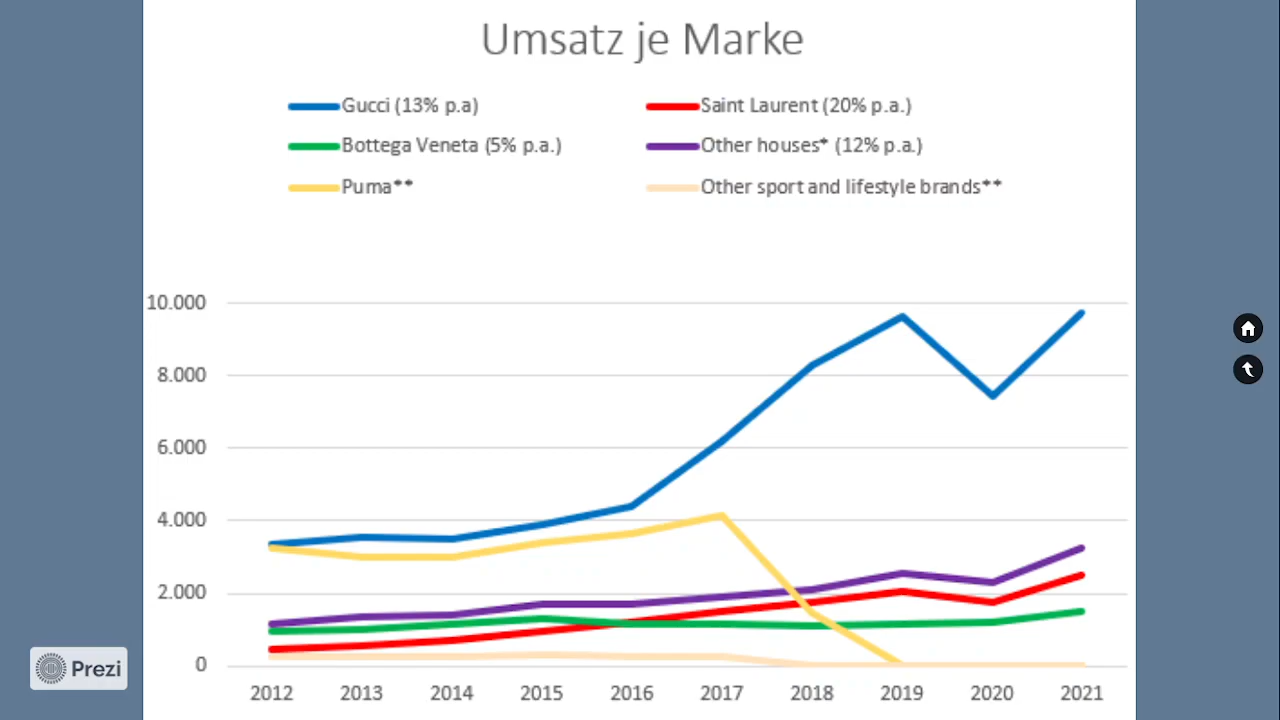 Umsatz je Marke
Gucci (13% p.a) Saint Laurent (20% p.a.)
Bottega Veneta (5% p.a.) Other houses* (12% p.a.)
Puma** Other sport and lifestyle brands**
10.000
8.000
6.000
4.000
2.000
0
2012 2013 2014 2015 2016 2017 2018 2019 2020 2021
Prezi